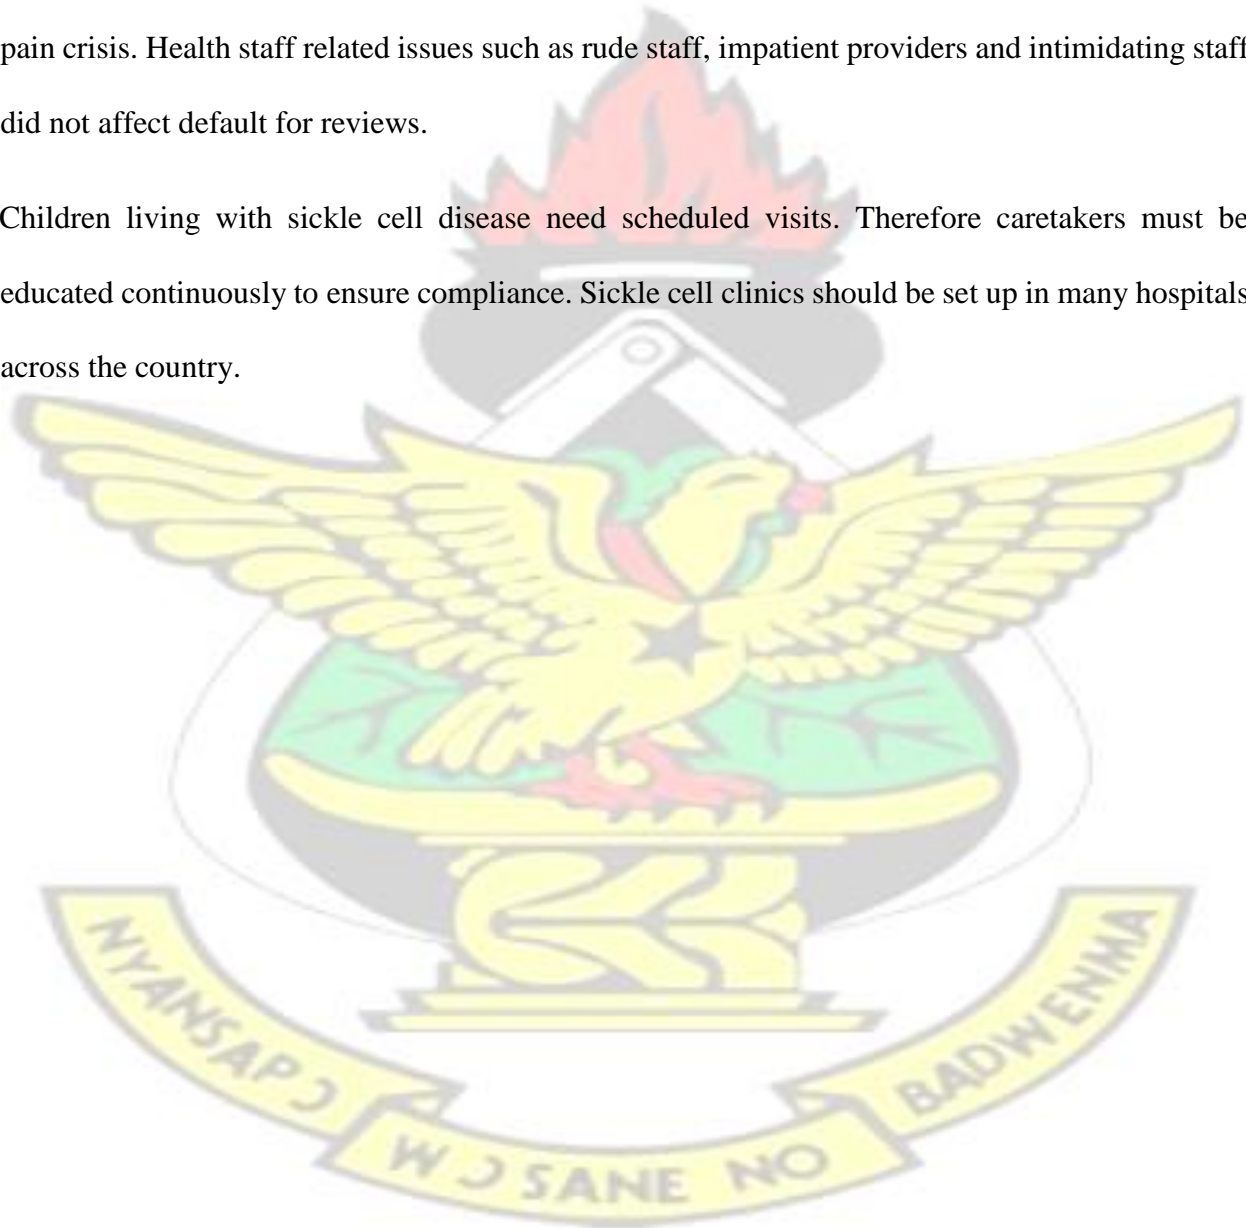 pain crisis. Health staff related issues such as rude staff, impatient providers and intimidating staff
did not affect default for reviews.
Children living with sickle cell disease need scheduled visits. Therefore caretakers must be
educated continuously to ensure compliance. Sickle cell clinics should be set up in many hospitals
across the country.
NYANSAPƆ
WƆ SANE NO
BADWENMA